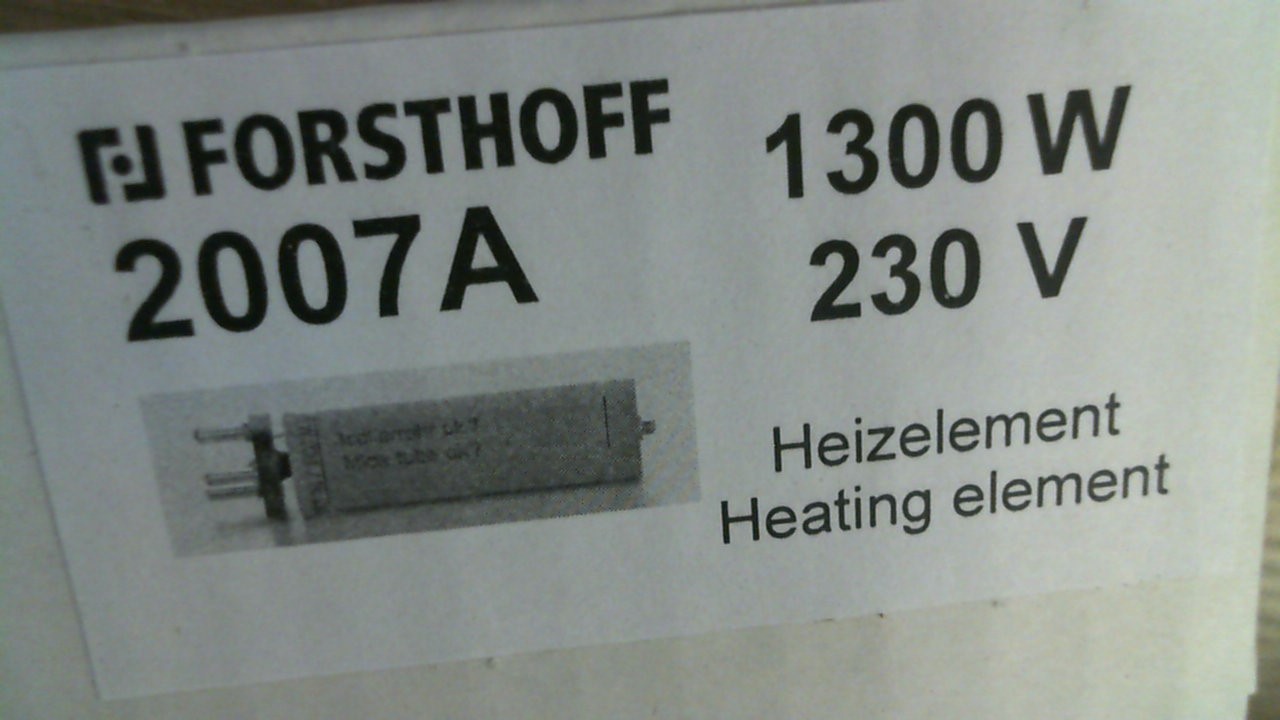 FORSTHOFF
2007A
1300 W
230 V
Heizelement
Heating element